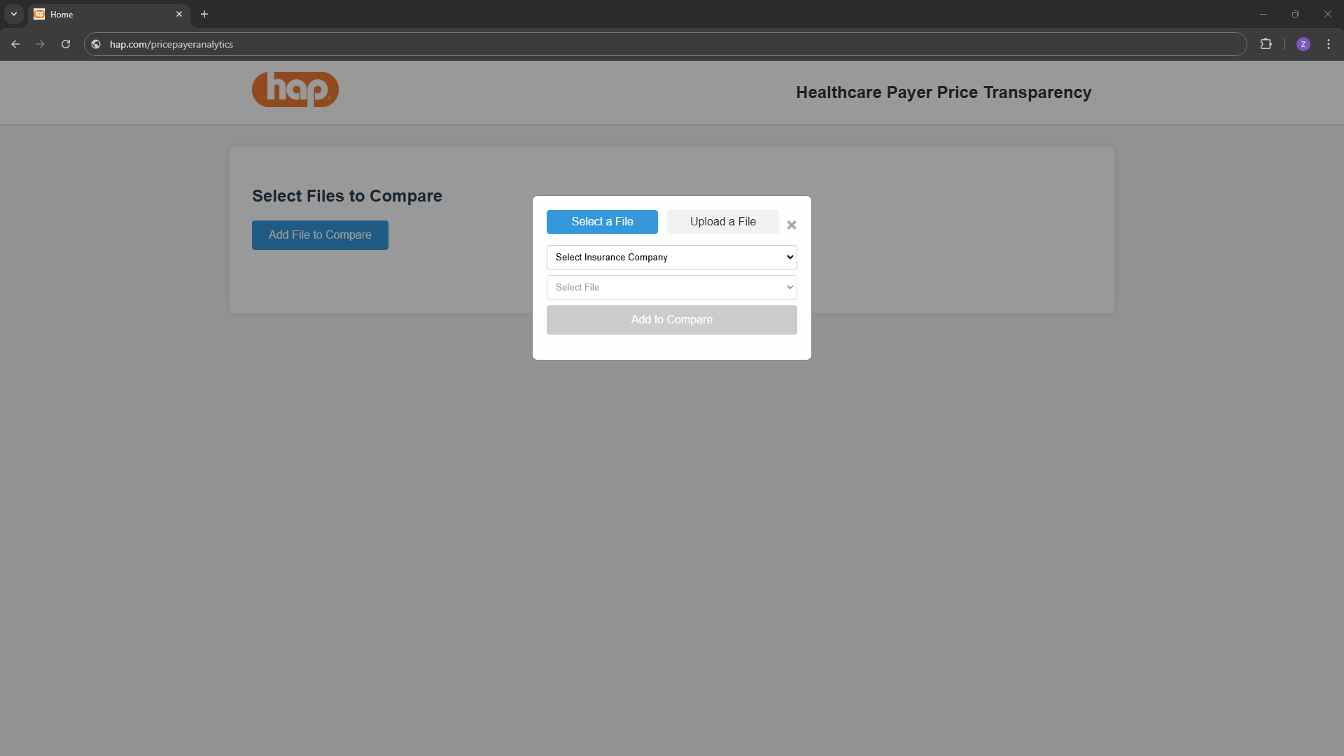 Home
hap.com/pricepayeranalytics
Z
hap
Healthcare Payer Price Transparency
Select Files to Compare
Add File to Compare
Select a File
Upload a File
Select Insurance Company
Select File
Add to Compare